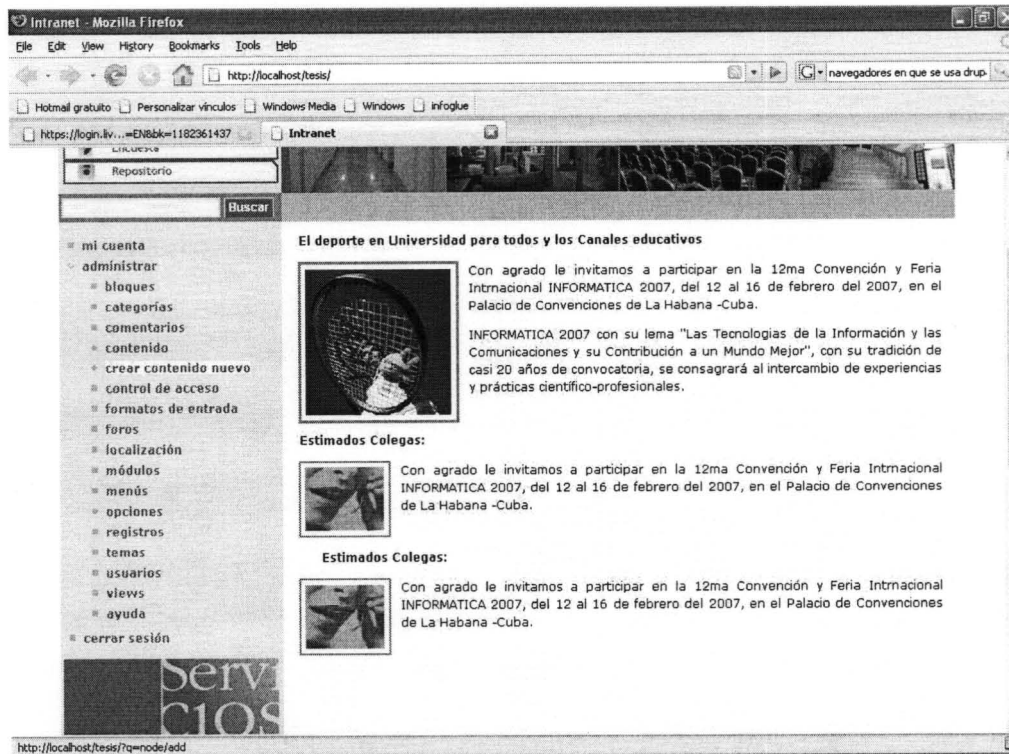 Intranet - Mozilla Firefox
File Edit View History Bookmarks Tools Help
http://localhost/tesis/
G navegadores en que se usa drup
Hotmail gratuito Personalizar vínculos Windows Media Windows infoglue
https://login.liv...=EN&bk=1182361437 Intranet
Encuesta
Repositorio
Buscar
mi cuenta
administrar
bloques
categorías
comentarios
contenido
crear contenido nuevo
control de acceso
formatos de entrada
foros
localización
módulos
menús
opciones
registros
temas
usuarios
views
ayuda
cerrar sesión
Servi
cios
El deporte en Universidad para todos y los Canales educativos
Con agrado le invitamos a participar en la 12ma Convención y Feria
Intrnacional INFORMATICA 2007, del 12 al 16 de febrero del 2007, en el
Palacio de Convenciones de La Habana -Cuba.
INFORMATICA 2007 con su lema "Las Tecnologias de la Información y las
Comunicaciones y su Contribución a un Mundo Mejor", con su tradición de
casi 20 años de convocatoria, se consagrará al intercambio de experiencias
y prácticas científico-profesionales.
Estimados Colegas:
Con agrado le invitamos a participar en la 12ma Convención y Feria Intrnacional
INFORMATICA 2007, del 12 al 16 de febrero del 2007, en el Palacio de Convenciones
de La Habana -Cuba.
Estimados Colegas:
Con agrado le invitamos a participar en la 12ma Convención y Feria Intrnacional
INFORMATICA 2007, del 12 al 16 de febrero del 2007, en el Palacio de Convenciones
de La Habana -Cuba.
http://localhost/tesis/?q=node/add